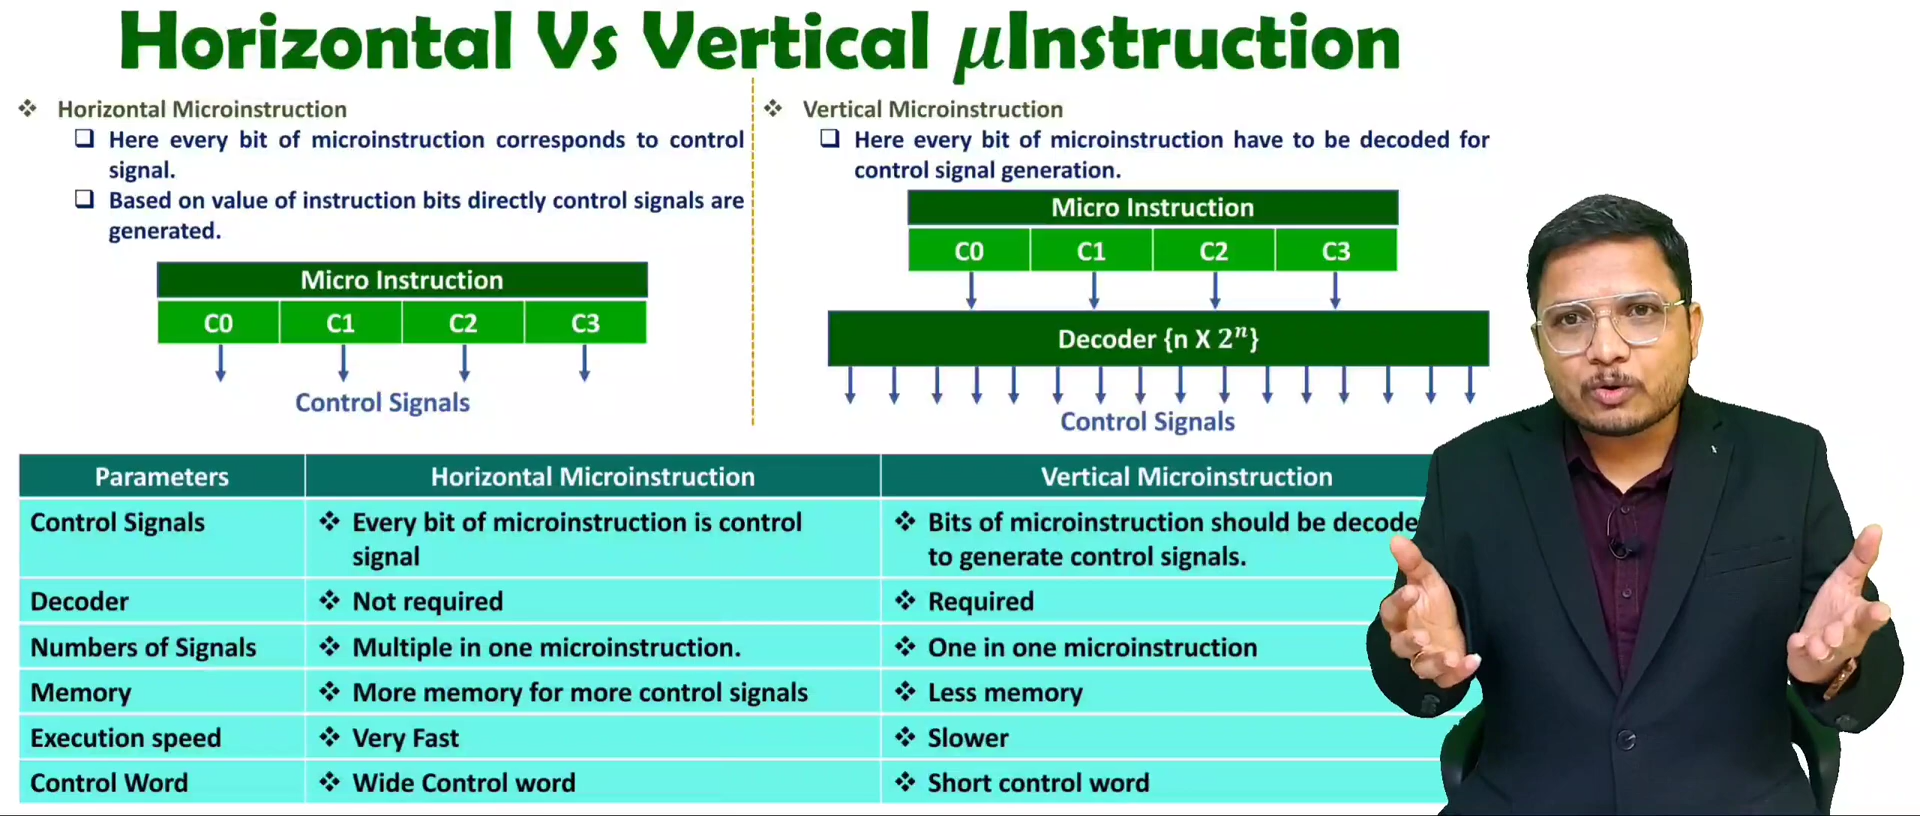 Horizontal Vs Vertical μInstruction
❖ Horizontal Microinstruction
❑ Here every bit of microinstruction corresponds to control
signal.
❑ Based on value of instruction bits directly control signals are
generated.
Micro Instruction
C0 C1 C2 C3
Control Signals
❖ Vertical Microinstruction
❑ Here every bit of microinstruction have to be decoded for
control signal generation.
Micro Instruction
C0 C1 C2 C3
Decoder {n X 2ⁿ}
Control Signals
Parameters Horizontal Microinstruction Vertical Microinstruction
Control Signals ❖ Every bit of microinstruction is control ❖ Bits of microinstruction should be decode
signal to generate control signals.
Decoder ❖ Not required ❖ Required
Numbers of Signals ❖ Multiple in one microinstruction. ❖ One in one microinstruction
Memory ❖ More memory for more control signals ❖ Less memory
Execution speed ❖ Very Fast ❖ Slower
Control Word ❖ Wide Control word ❖ Short control word